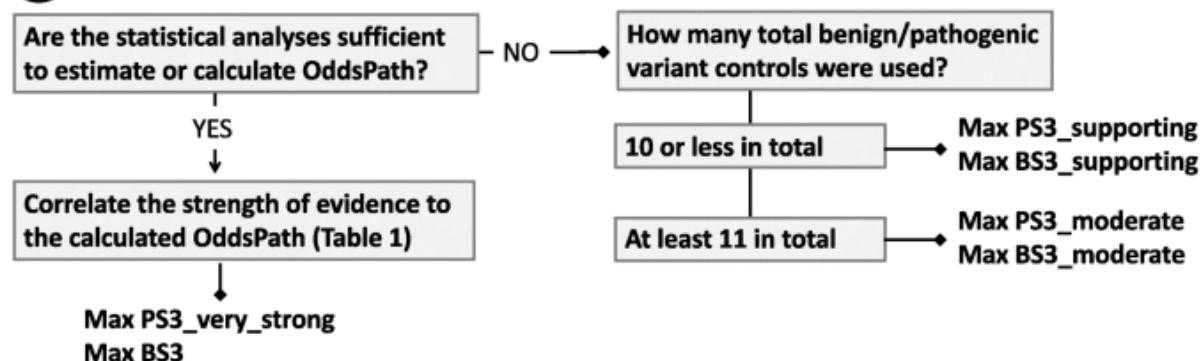 Are the statistical analyses sufficient
to estimate or calculate OddsPath?
NO
How many total benign/pathogenic
variant controls were used?
YES
10 or less in total
Max PS3_supporting
Max BS3_supporting
Correlate the strength of evidence to
the calculated OddsPath (Table 1)
At least 11 in total
Max PS3_moderate
Max BS3_moderate
Max PS3_very_strong
Max BS3